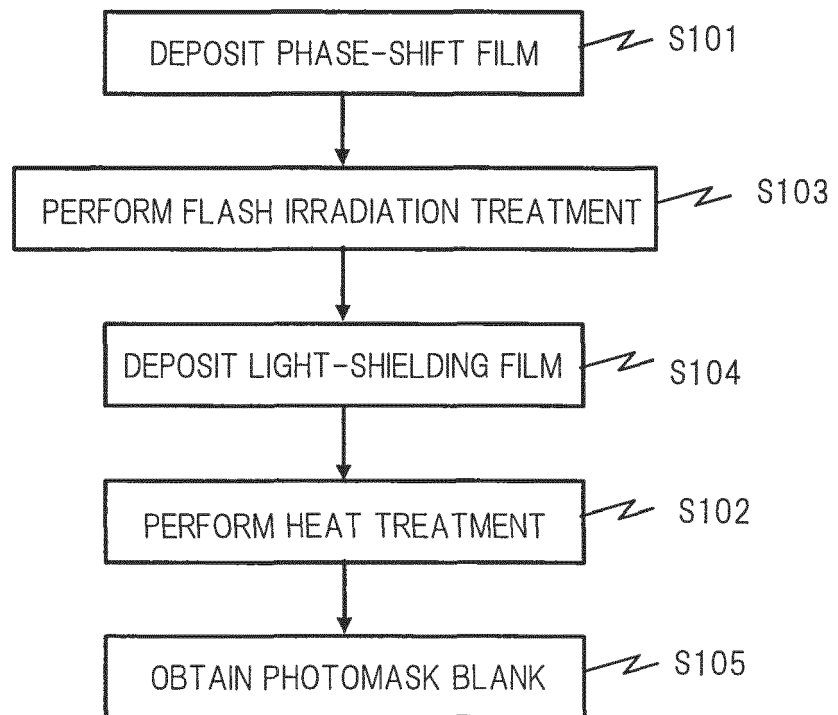 DEPOSIT PHASE-SHIFT FILM
S101
PERFORM FLASH IRRADIATION TREATMENT
S103
DEPOSIT LIGHT-SHIELDING FILM
S104
PERFORM HEAT TREATMENT
S102
OBTAIN PHOTOMASK BLANK
S105